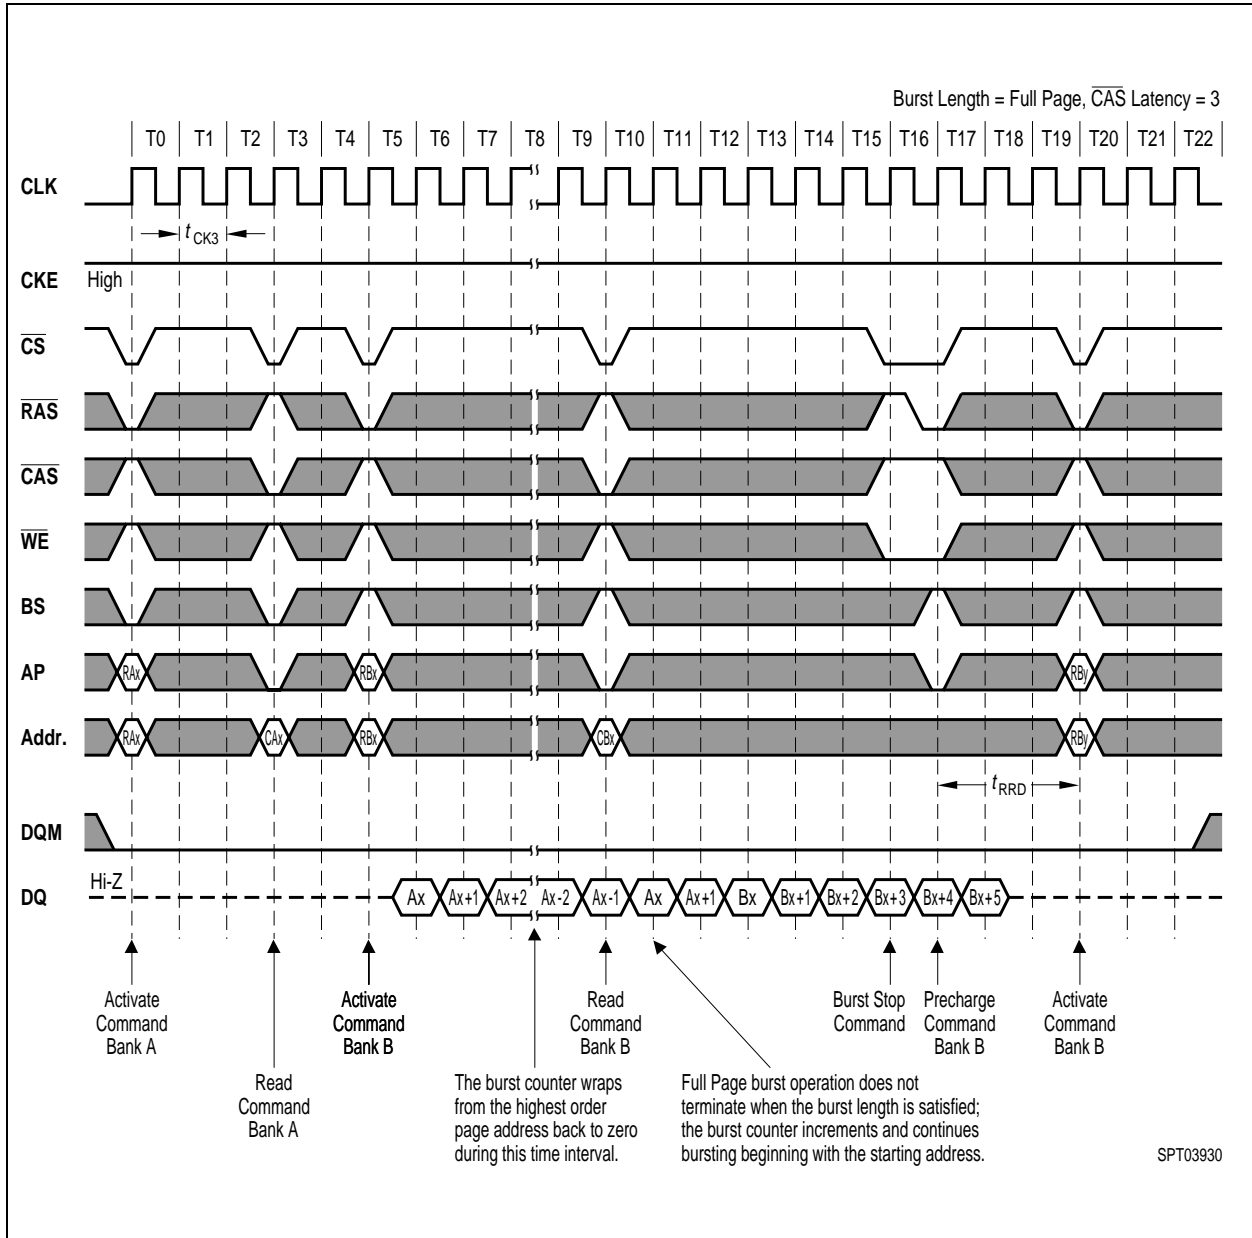 Burst Length = Full Page, CAS Latency = 3
T0 T1 T2 T3 T4 T5 T6 T7 T8 T9 T10 T11 T12 T13 T14 T15 T16 T17 T18 T19 T20 T21 T22
CLK
t CK3
CKE High
CS
RAS
CAS
WE
BS
AP RAx RBx RBy
Addr. RAx CAx RBx CBx RBy
t RRD
DQM
Hi-Z
DQ Ax Ax+1 Ax+2 Ax-2 Ax-1 Ax Ax+1 Bx Bx+1 Bx+2 Bx+3 Bx+4 Bx+5
Activate
Command
Bank A
Read
Command
Bank A
Activate
Command
Bank B
The burst counter wraps
from the highest order
page address back to zero
during this time interval.
Read
Command
Bank B
Full Page burst operation does not
terminate when the burst length is satisfied;
the burst counter increments and continues
bursting beginning with the starting address.
Burst Stop
Command
Precharge
Command
Bank B
Activate
Command
Bank B
SPT03930